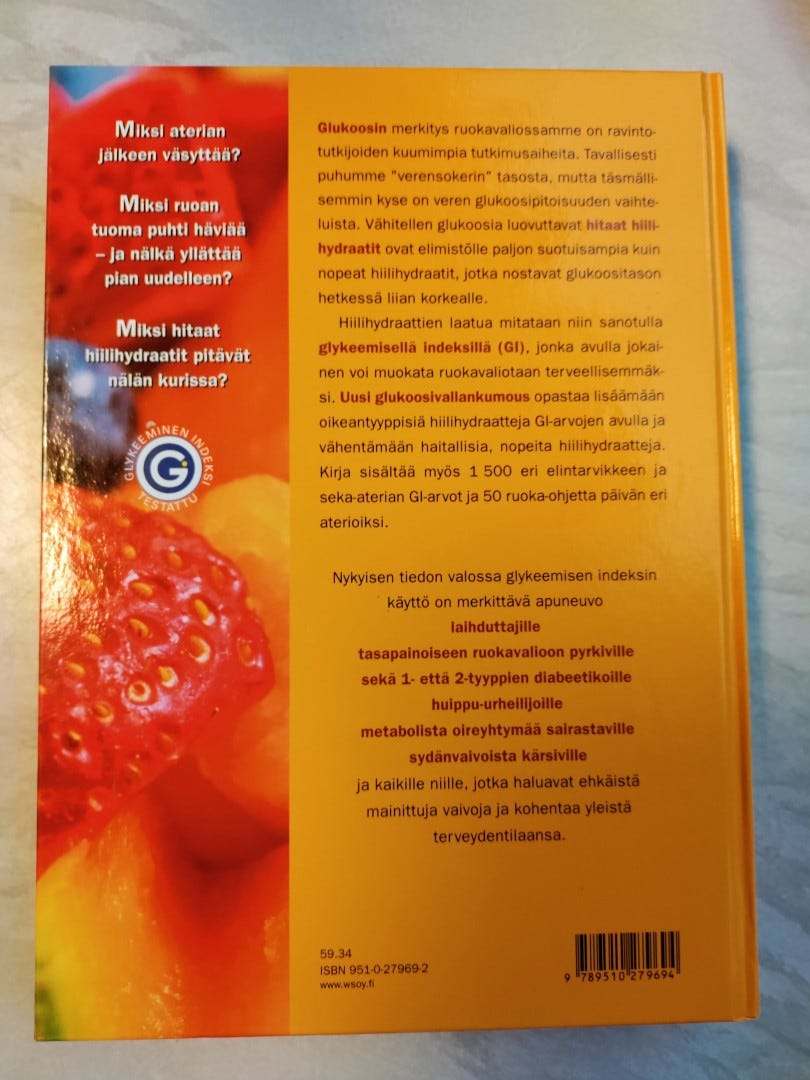 Miksi aterian
jälkeen väsyttää?
Miksi ruoan
tuoma puhti häviää
– ja nälkä yllättää
pian uudelleen?
Miksi hitaat
hiilihydraatit pitävät
nälän kurissa?
GLYKEEMINEN INDEKSI
G
TESTATTU
Glukoosin merkitys ruokavaliossamme on ravinto-
tutkijoiden kuumimpia tutkimusaiheita. Tavallisesti
puhumme "verensokerin" tasosta, mutta täsmälli-
semmin kyse on veren glukoosipitoisuuden vaihte-
luista. Vähitellen glukoosia luovuttavat hitaat hiili-
hydraatit ovat elimistölle paljon suotuisampia kuin
nopeat hiilihydraatit, jotka nostavat glukoositason
hetkessä liian korkealle.
Hiilihydraattien laatua mitataan niin sanotulla
glykeemisellä indeksillä (GI), jonka avulla jokai-
nen voi muokata ruokavaliotaan terveellisemmäk-
si. Uusi glukoosivallankumous opastaa lisäämään
oikeantyyppisiä hiilihydraatteja GI-arvojen avulla ja
vähentämään haitallisia, nopeita hiilihydraatteja.
Kirja sisältää myös 1 500 eri elintarvikkeen ja
seka-aterian GI-arvot ja 50 ruoka-ohjetta päivän eri
aterioiksi.
Nykyisen tiedon valossa glykeemisen indeksin
käyttö on merkittävä apuneuvo
laihduttajille
tasapainoiseen ruokavalioon pyrkiville
sekä 1- että 2-tyyppien diabeetikoille
huippu-urheilijoille
metabolista oireyhtymää sairastaville
sydänvaivoista kärsiville
ja kaikille niille, jotka haluavat ehkäistä
mainittuja vaivoja ja kohentaa yleistä
terveydentilaansa.
59.34
ISBN 951-0-27969-2
www.wsoy.fi
9 789510 279694